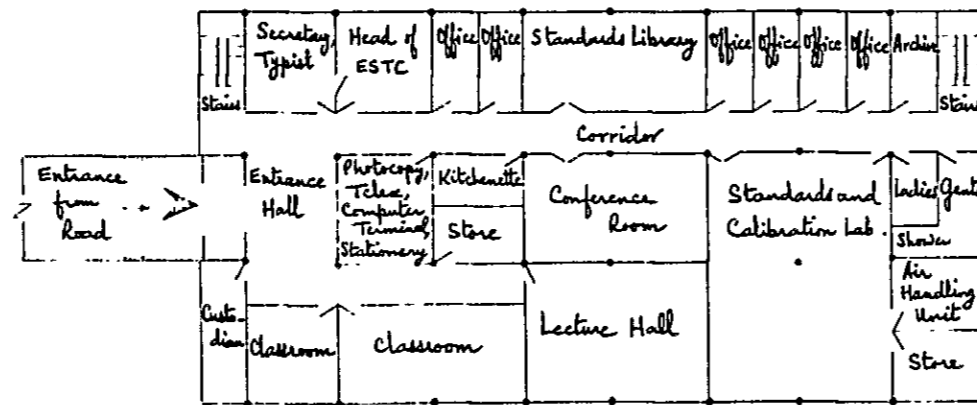 Secretary,
Typist
Head of
ESTC
Office
Office
Standards Library
Office
Office
Office
Office
Archive
Stairs
Stairs
Corridor
Entrance
from
Road
Entrance
Hall
Photocopy,
Telex,
Computer
Terminal,
Stationery
Kitchenette
Store
Conference
Room
Standards and
Calibration Lab.
Ladies
Gents
Shower
Air
Handling
Unit
Store
Custo-
dian
Classroom
Classroom
Lecture Hall